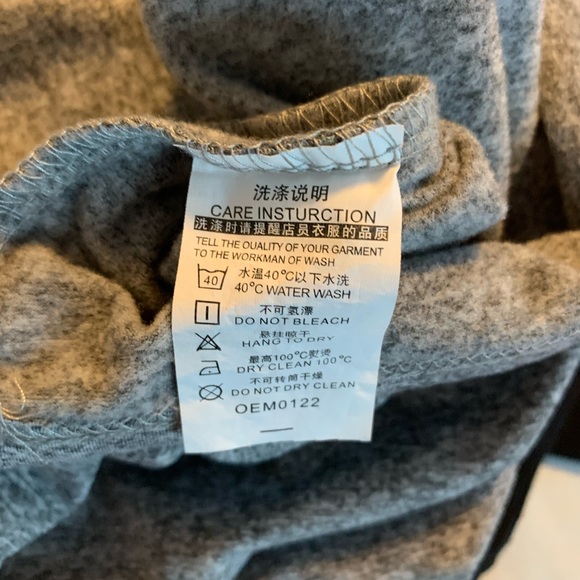 洗涤说明
CARE INSTURCTION
洗涤时请提醒店员衣服的品质
TELL THE OUALITY OF YOUR GARMENT
TO THE WORKMAN OF WASH
40 水温40°C以下水洗
40°C WATER WASH
不可氯漂
DO NOT BLEACH
悬挂晾干
HANG TO DRY
最高100°C熨烫
DRY CLEAN 100°C
不可转筒干燥
DO NOT DRY CLEAN
OEM0122